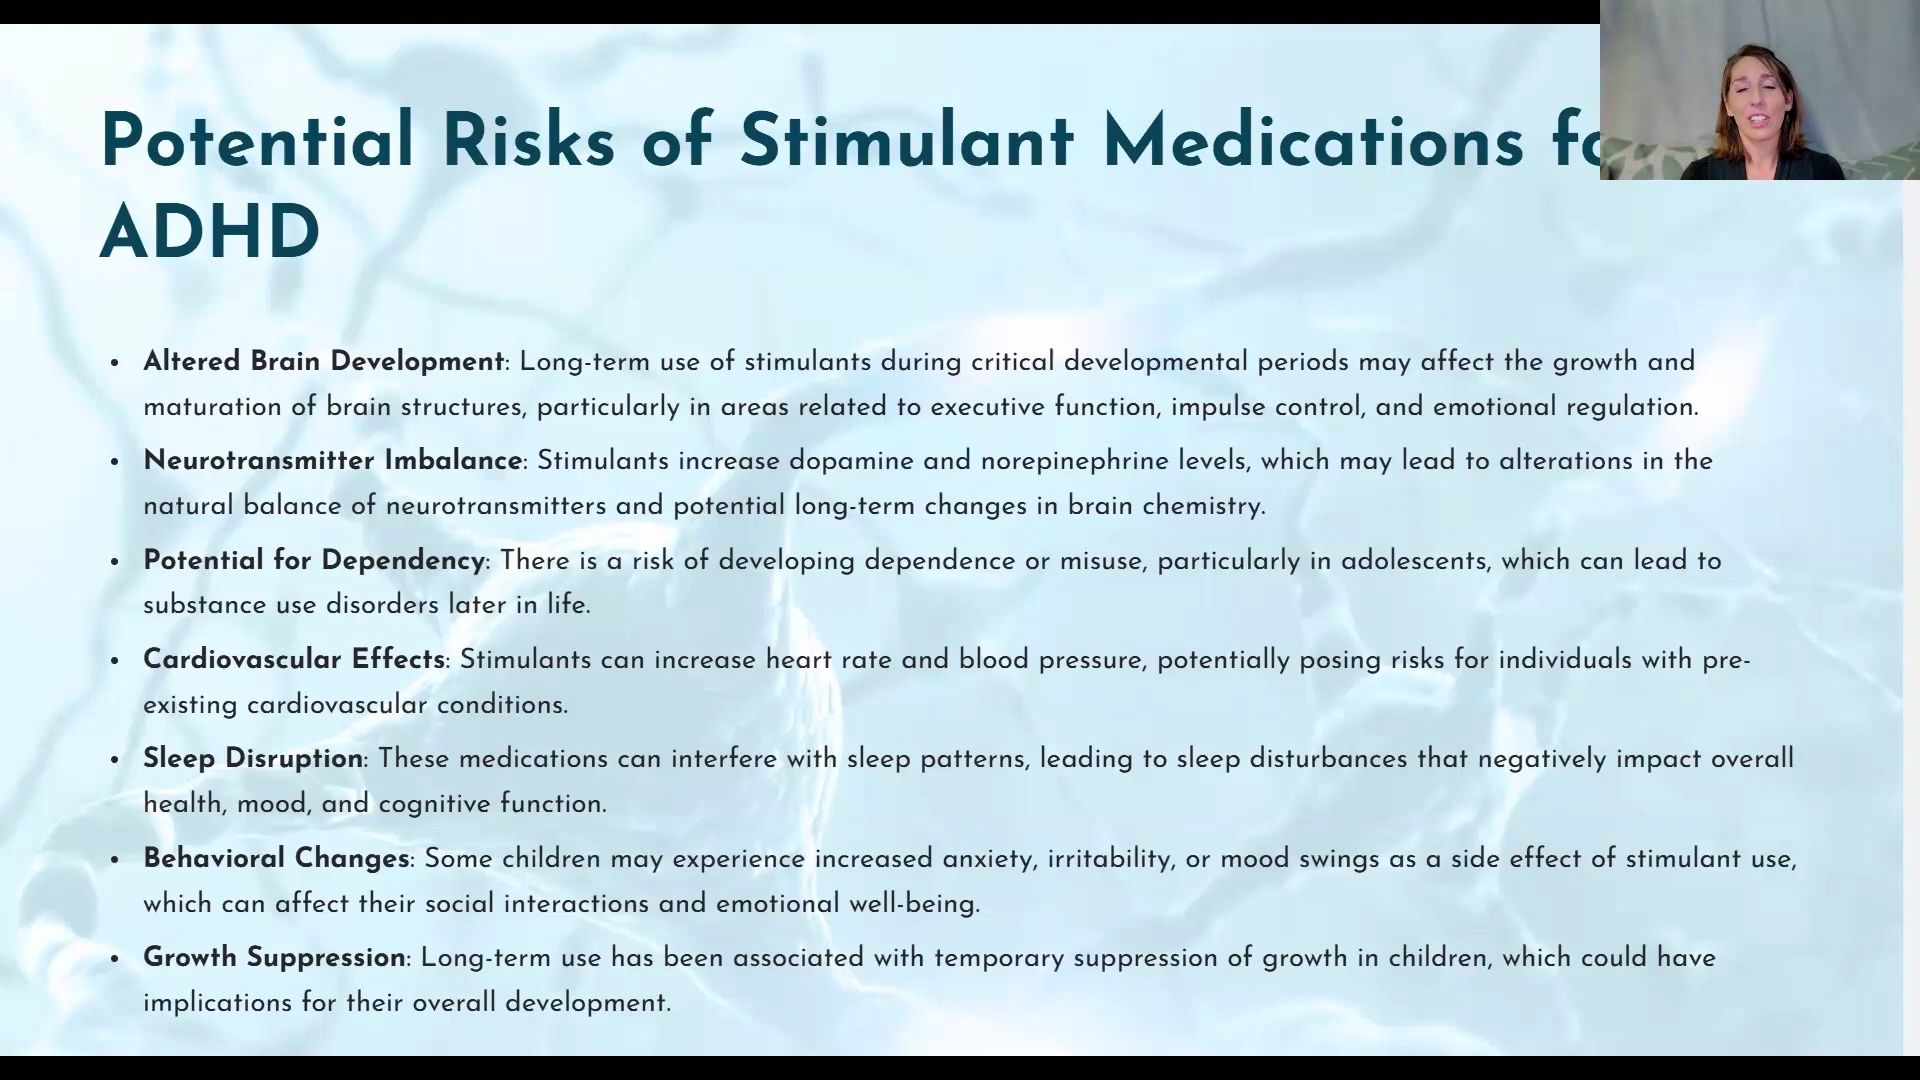 Potential Risks of Stimulant Medications
ADHD
• Altered Brain Development: Long-term use of stimulants during critical developmental periods may affect the growth and
maturation of brain structures, particularly in areas related to executive function, impulse control, and emotional regulation.
• Neurotransmitter Imbalance: Stimulants increase dopamine and norepinephrine levels, which may lead to alterations in the
natural balance of neurotransmitters and potential long-term changes in brain chemistry.
• Potential for Dependency: There is a risk of developing dependence or misuse, particularly in adolescents, which can lead to
substance use disorders later in life.
• Cardiovascular Effects: Stimulants can increase heart rate and blood pressure, potentially posing risks for individuals with pre-
existing cardiovascular conditions.
• Sleep Disruption: These medications can interfere with sleep patterns, leading to sleep disturbances that negatively impact overall
health, mood, and cognitive function.
• Behavioral Changes: Some children may experience increased anxiety, irritability, or mood swings as a side effect of stimulant use,
which can affect their social interactions and emotional well-being.
• Growth Suppression: Long-term use has been associated with temporary suppression of growth in children, which could have
implications for their overall development.